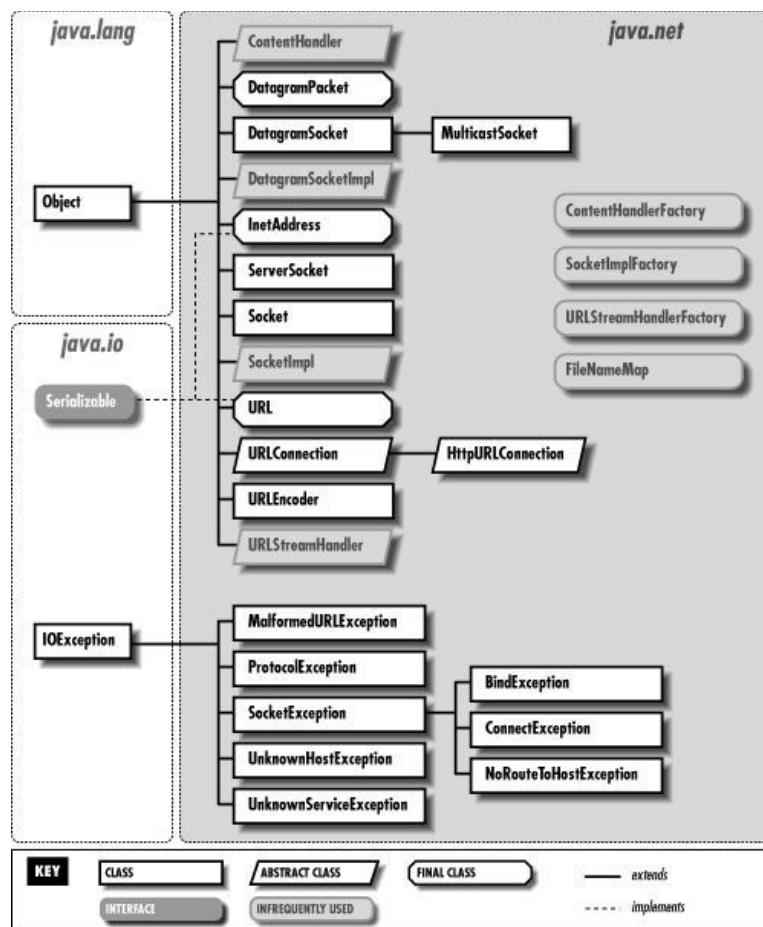 java.lang
java.net
ContentHandler
DatagramPacket
DatagramSocket
MulticastSocket
DatagramSocketImpl
Object
ContentHandlerFactory
InetAddress
SocketImplFactory
ServerSocket
Socket
URLStreamHandlerFactory
java.io
SocketImpl
FileNameMap
Serializable
URL
URLConnection
HttpURLConnection
URLEncoder
URLStreamHandler
MalformedURLException
IOException
ProtocolException
BindException
SocketException
ConnectException
UnknownHostException
NoRouteToHostException
UnknownServiceException
KEY
CLASS
ABSTRACT CLASS
FINAL CLASS
extends
INTERFACE
INFREQUENTLY USED
implements